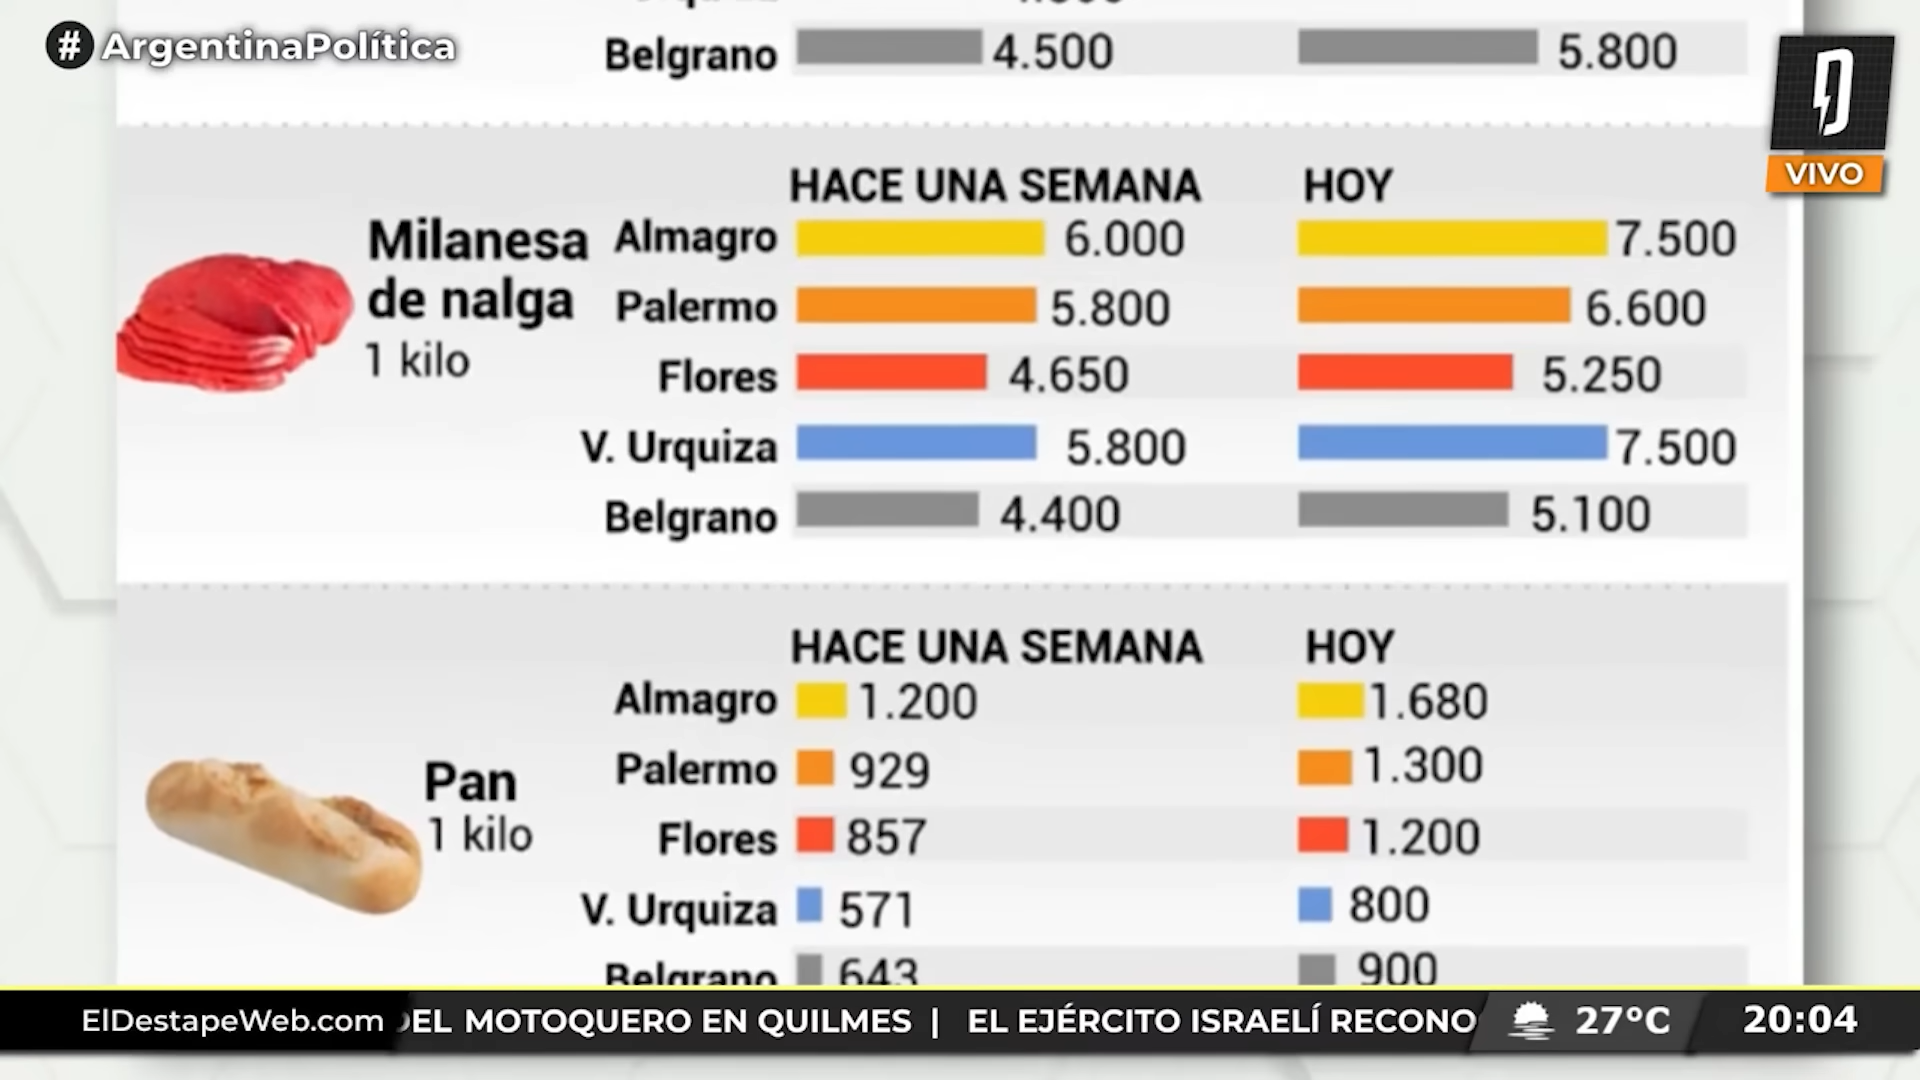 # ArgentinaPolítica
Belgrano 4.500 5.800
VIVO
HACE UNA SEMANA HOY
Milanesa
de nalga
1 kilo
Almagro 6.000 7.500
Palermo 5.800 6.600
Flores 4.650 5.250
V. Urquiza 5.800 7.500
Belgrano 4.400 5.100
HACE UNA SEMANA HOY
Pan
1 kilo
Almagro 1.200 1.680
Palermo 929 1.300
Flores 857 1.200
V. Urquiza 571 800
Belgrano 643 900
ElDestapeWeb.com DEL MOTOQUERO EN QUILMES | EL EJÉRCITO ISRAELÍ RECONO 27°C 20:04